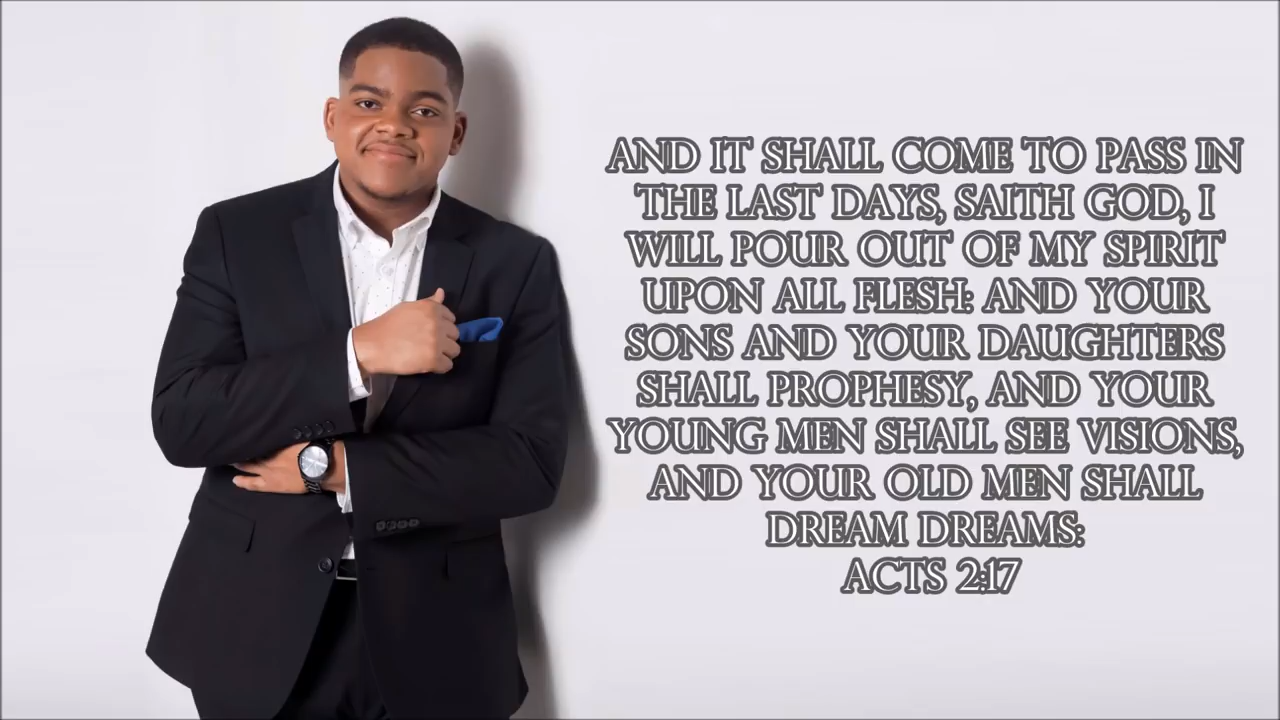 AND IT SHALL COME TO PASS IN
THE LAST DAYS, SAITH GOD, I
WILL POUR OUT OF MY SPIRIT
UPON ALL FLESH: AND YOUR
SONS AND YOUR DAUGHTERS
SHALL PROPHESY, AND YOUR
YOUNG MEN SHALL SEE VISIONS,
AND YOUR OLD MEN SHALL
DREAM DREAMS:
ACTS 2:17